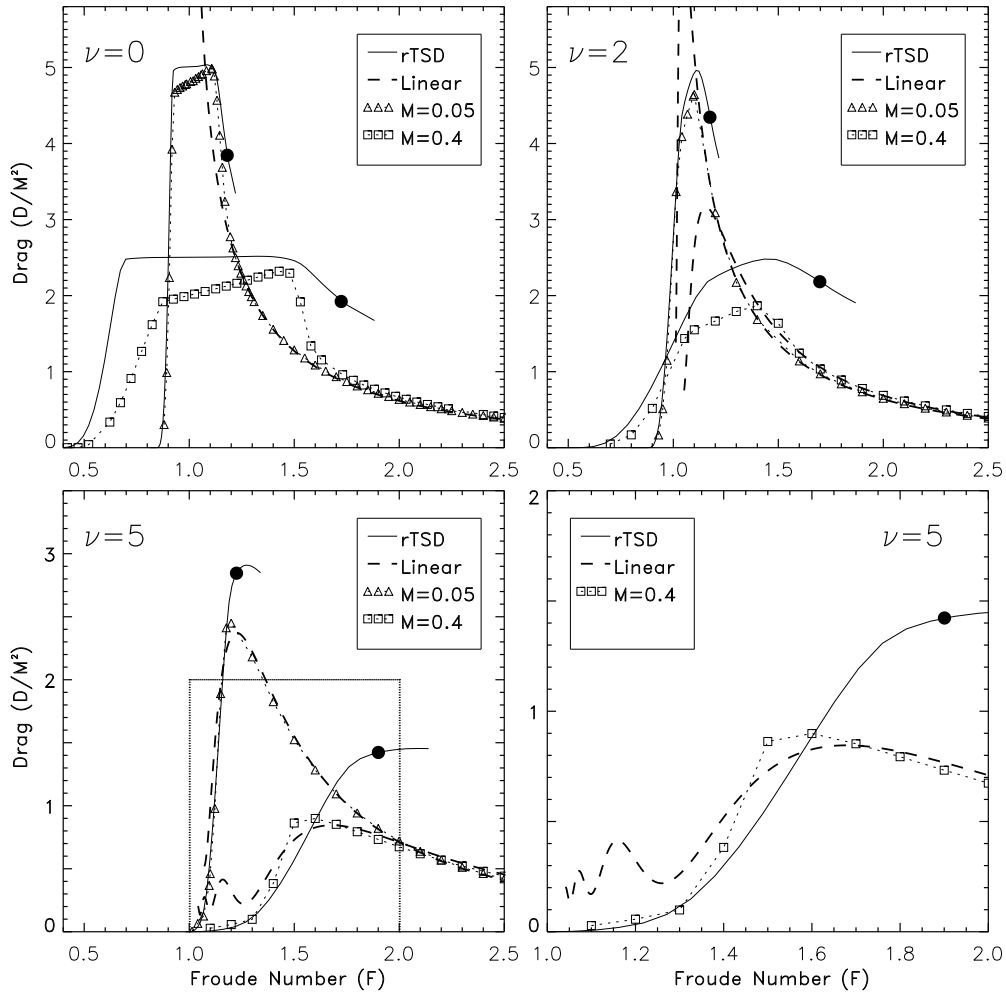 ν=0
rTSD
Linear
M=0.05
M=0.4
Drag (D/M²)
5
4
3
2
1
0
0.5 1.0 1.5 2.0 2.5
ν=2
rTSD
Linear
M=0.05
M=0.4
5
4
3
2
1
0
0.5 1.0 1.5 2.0 2.5
ν=5
rTSD
Linear
M=0.05
M=0.4
Drag (D/M²)
3
2
1
0
0.5 1.0 1.5 2.0 2.5
Froude Number (F)
ν=5
rTSD
Linear
M=0.4
2
1
0
1.0 1.2 1.4 1.6 1.8 2.0
Froude Number (F)